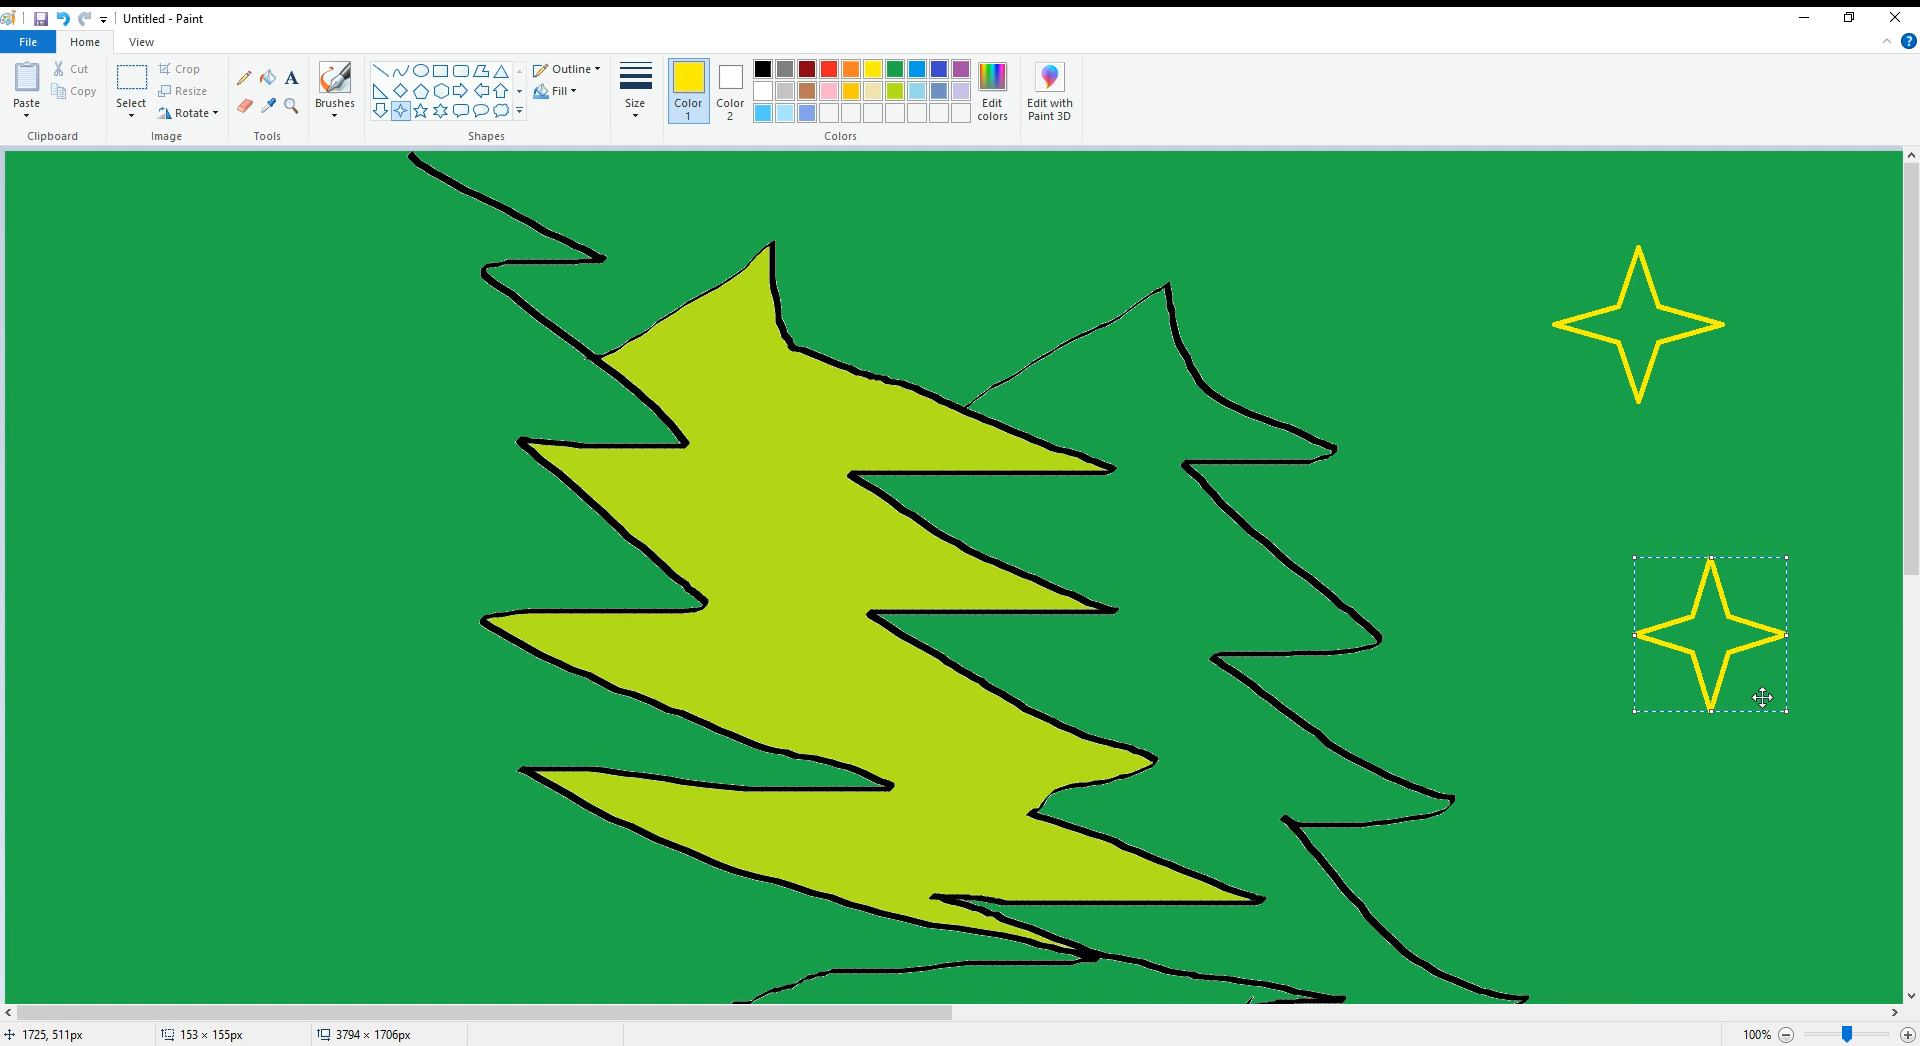 Untitled - Paint
File Home View
Paste
Cut
Copy
Clipboard
Select
Crop
Resize
Rotate
Image
A
Tools
Brushes
Shapes
Outline
Fill
Size
Color 1
Color 2
Colors
Edit colors
Edit with Paint 3D
?
1725, 511px 153 × 155px 3794 × 1706px 100%